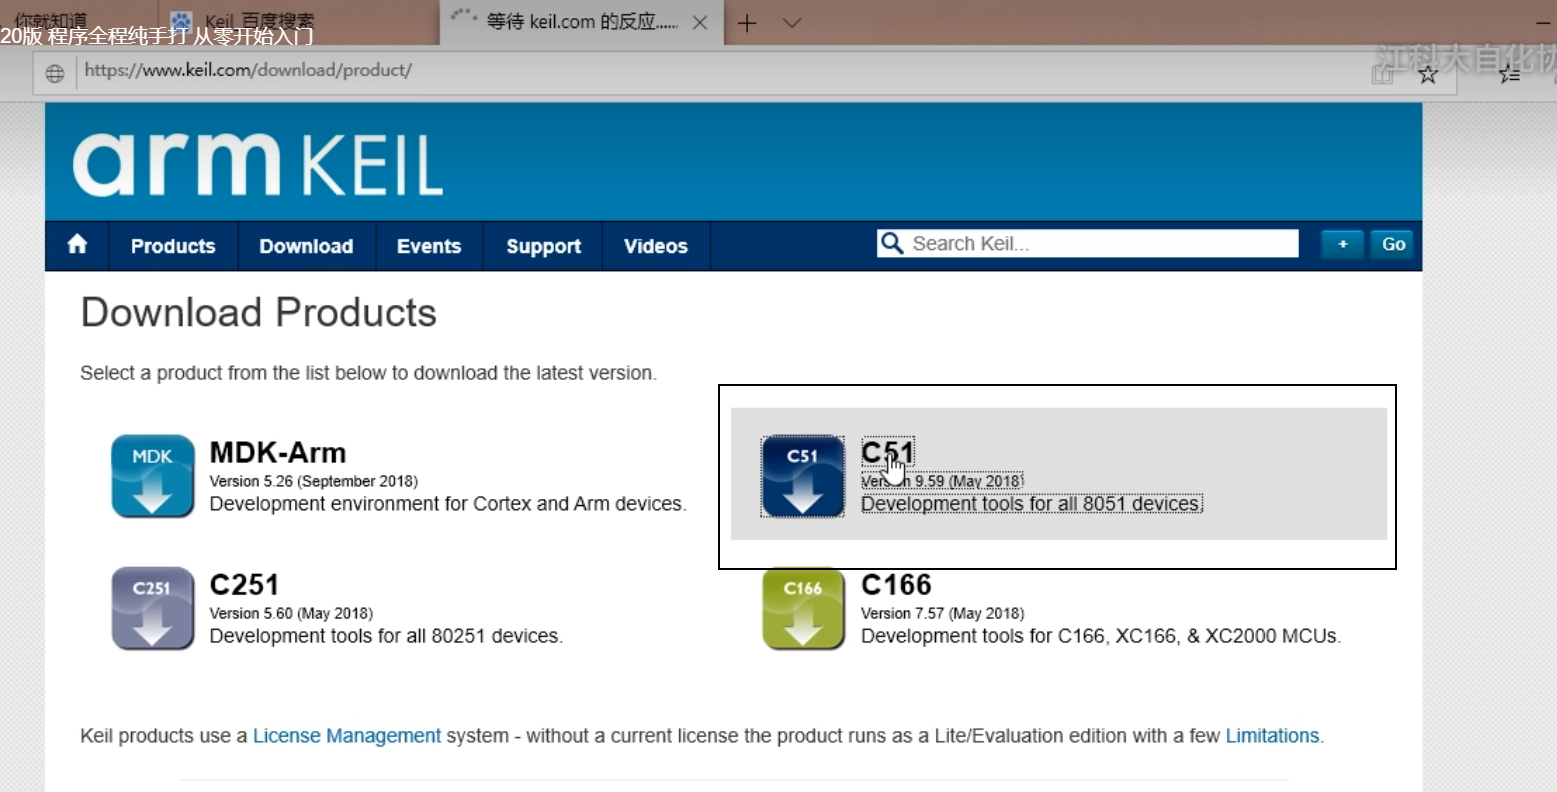 你就知道
Keil_百度搜索
等待 keil.com 的反应......
20版 程序全程纯手打 从零开始入门
https://www.keil.com/download/product/
江科大自化协
arm KEIL
Products
Download
Events
Support
Videos
Search Keil...
+
Go
Download Products
Select a product from the list below to download the latest version.
MDK
MDK-Arm
Version 5.26 (September 2018)
Development environment for Cortex and Arm devices.
C51
C51
Version 9.59 (May 2018)
Development tools for all 8051 devices.
C251
C251
Version 5.60 (May 2018)
Development tools for all 80251 devices.
C166
C166
Version 7.57 (May 2018)
Development tools for C166, XC166, & XC2000 MCUs.
Keil products use a License Management system - without a current license the product runs as a Lite/Evaluation edition with a few Limitations.